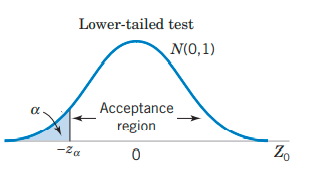 Lower-tailed test
N(0,1)
α
Acceptance
region
−zα
0
Z0